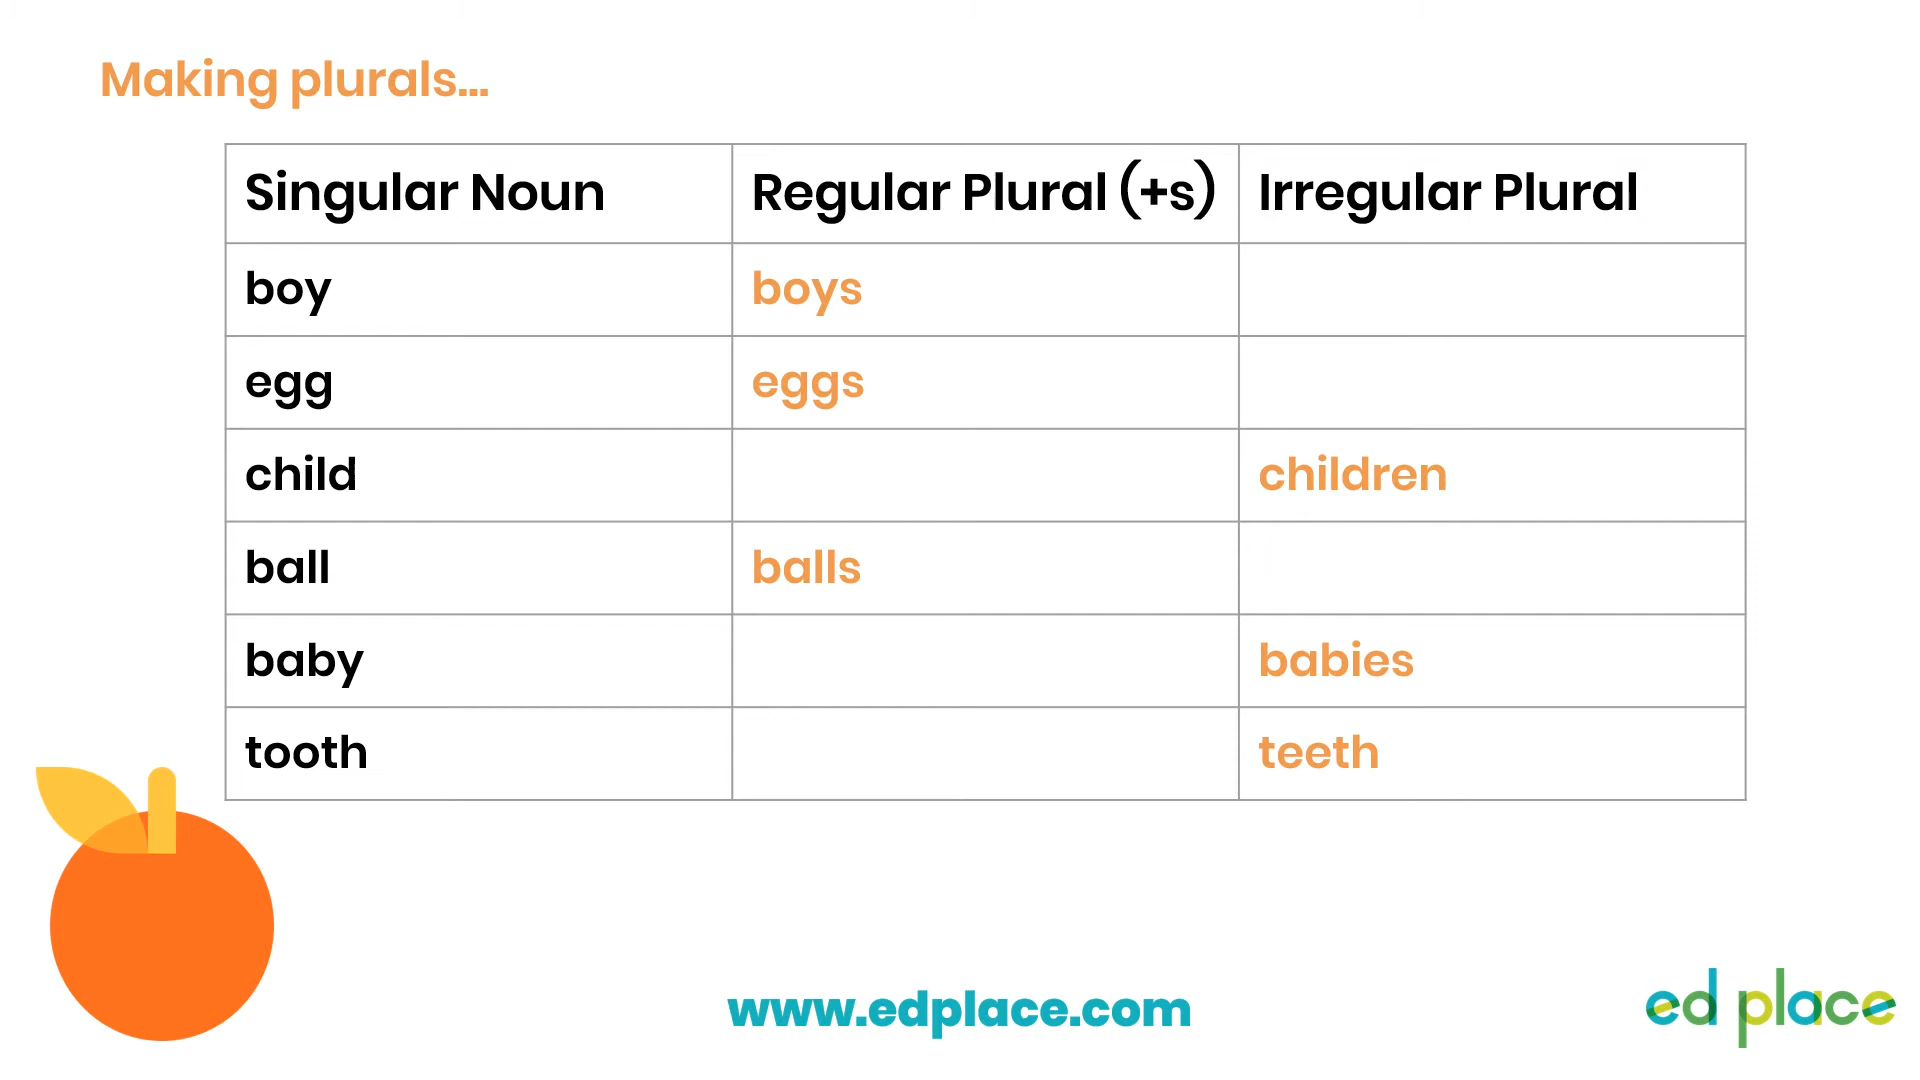 Making plurals...
Singular Noun Regular Plural (+s) Irregular Plural
boy boys
egg eggs
child children
ball balls
baby babies
tooth teeth
www.edplace.com
ed place